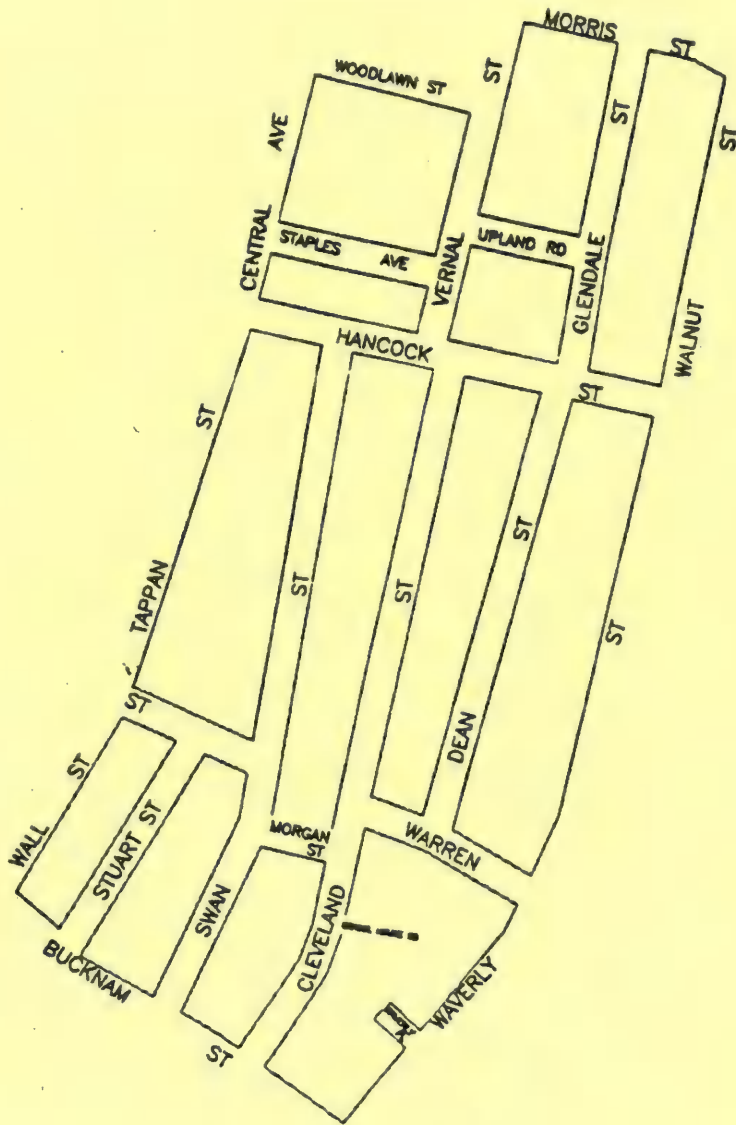 MORRIS
ST
WOODLAWN ST
ST
AVE
ST
ST
CENTRAL
STAPLES AVE
VERNAL
UPLAND RD
GLENDALE
WALNUT
HANCOCK
ST
ST
ST
ST
ST
ST
TAPPAN
ST
ST
DEAN
ST
WALL
STUART ST
SWAN
MORGAN ST
WARREN
CLEVELAND
BUCKNAM
ST
WAVERLY